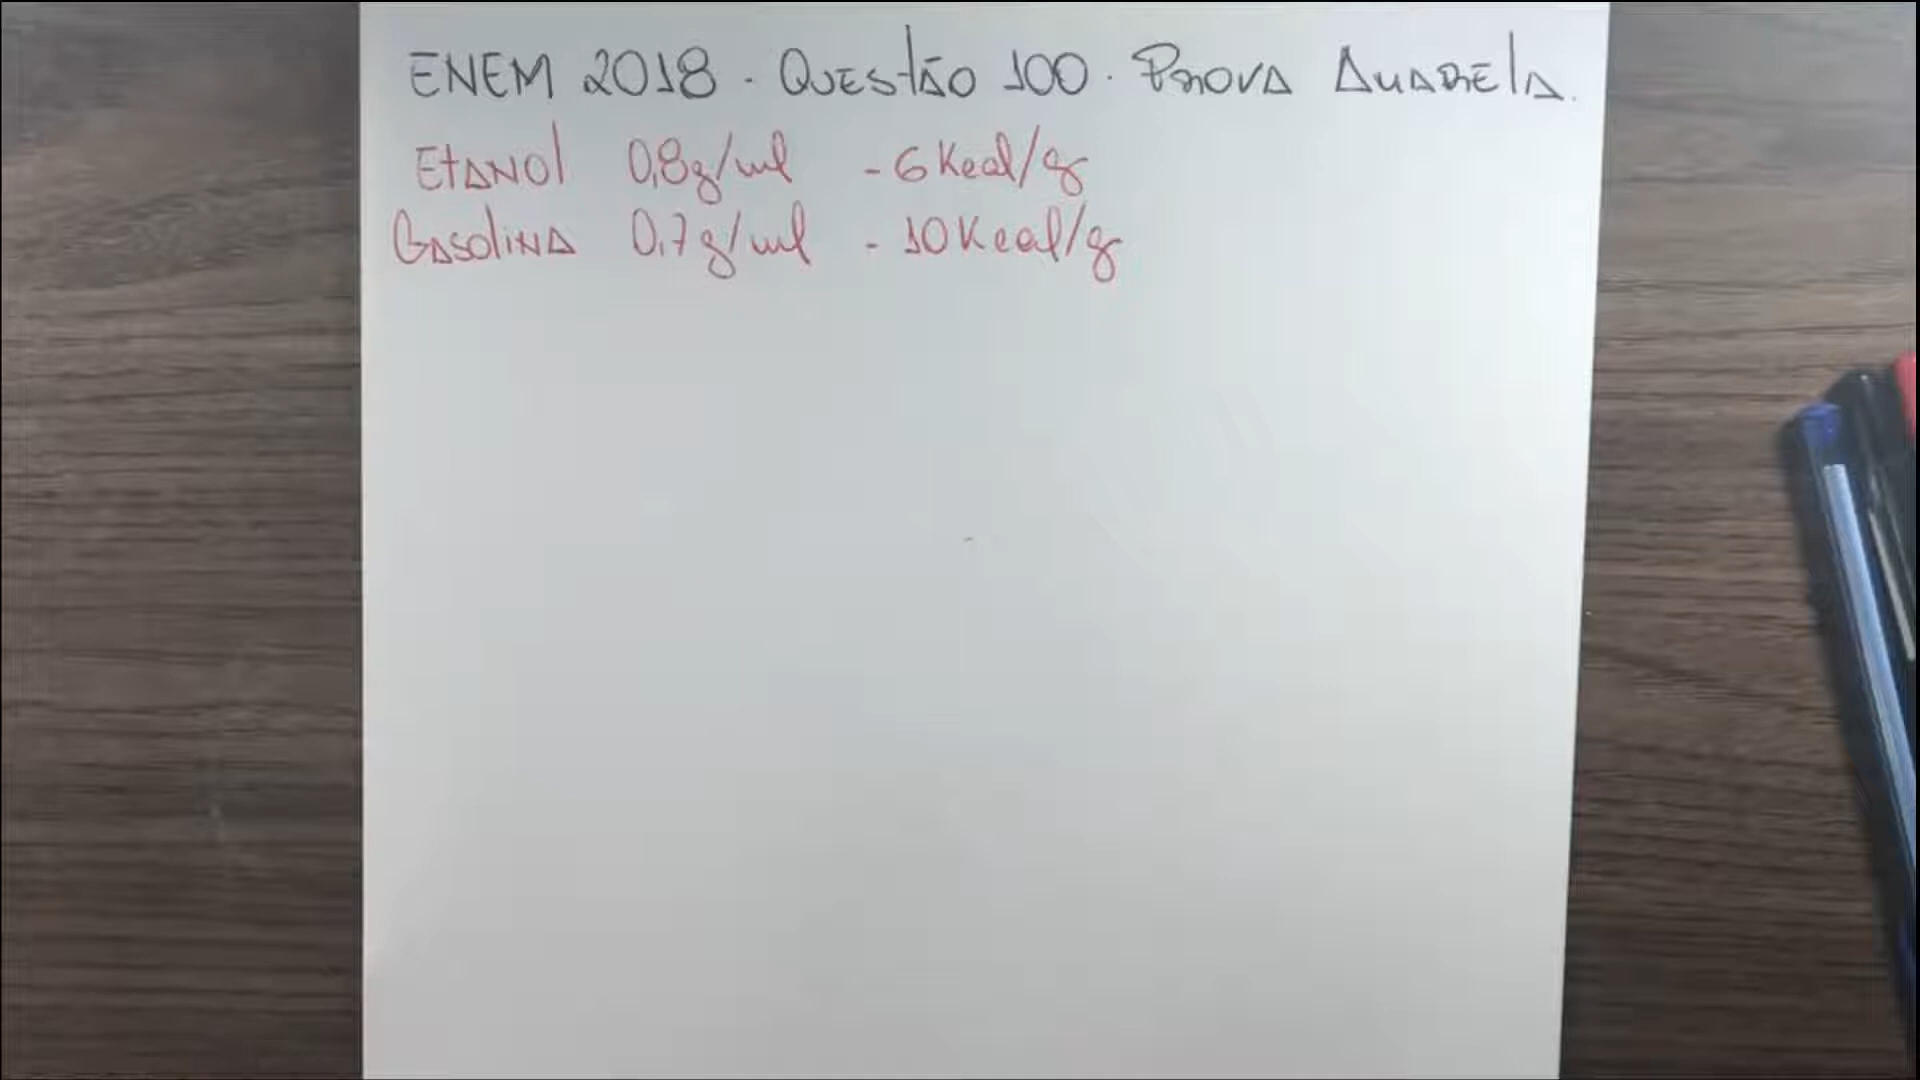 ENEM 2018 . QUESTÃO 100 . PROVA AMARELA.
ETANOl 0,8g/ml - 6Kcal/g
GASOlINA 0,7g/ml - 10Kcal/g